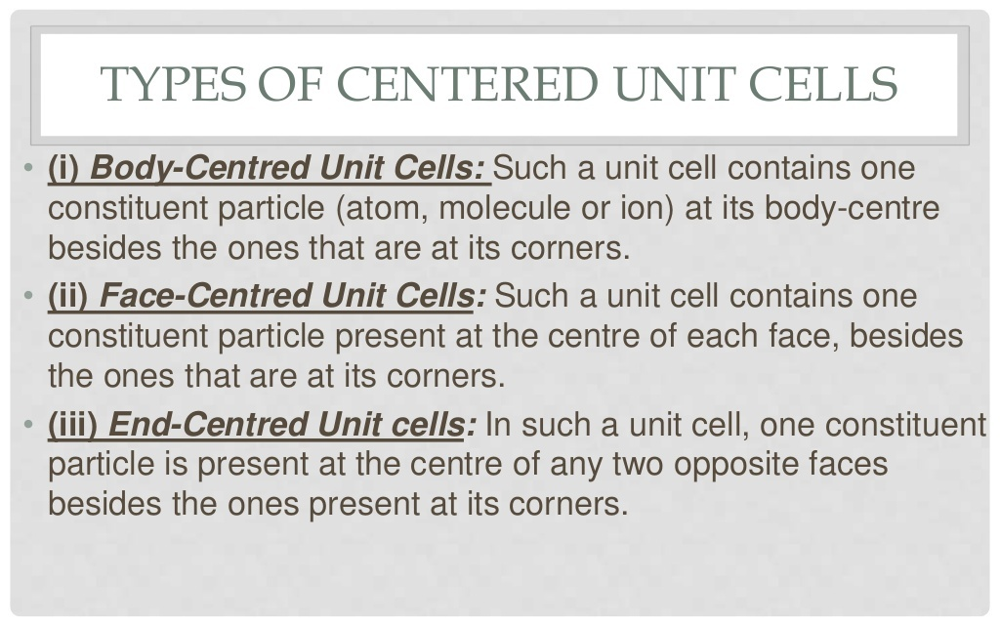 TYPES OF CENTERED UNIT CELLS
• (i) Body-Centred Unit Cells: Such a unit cell contains one
constituent particle (atom, molecule or ion) at its body-centre
besides the ones that are at its corners.
• (ii) Face-Centred Unit Cells: Such a unit cell contains one
constituent particle present at the centre of each face, besides
the ones that are at its corners.
• (iii) End-Centred Unit cells: In such a unit cell, one constituent
particle is present at the centre of any two opposite faces
besides the ones present at its corners.